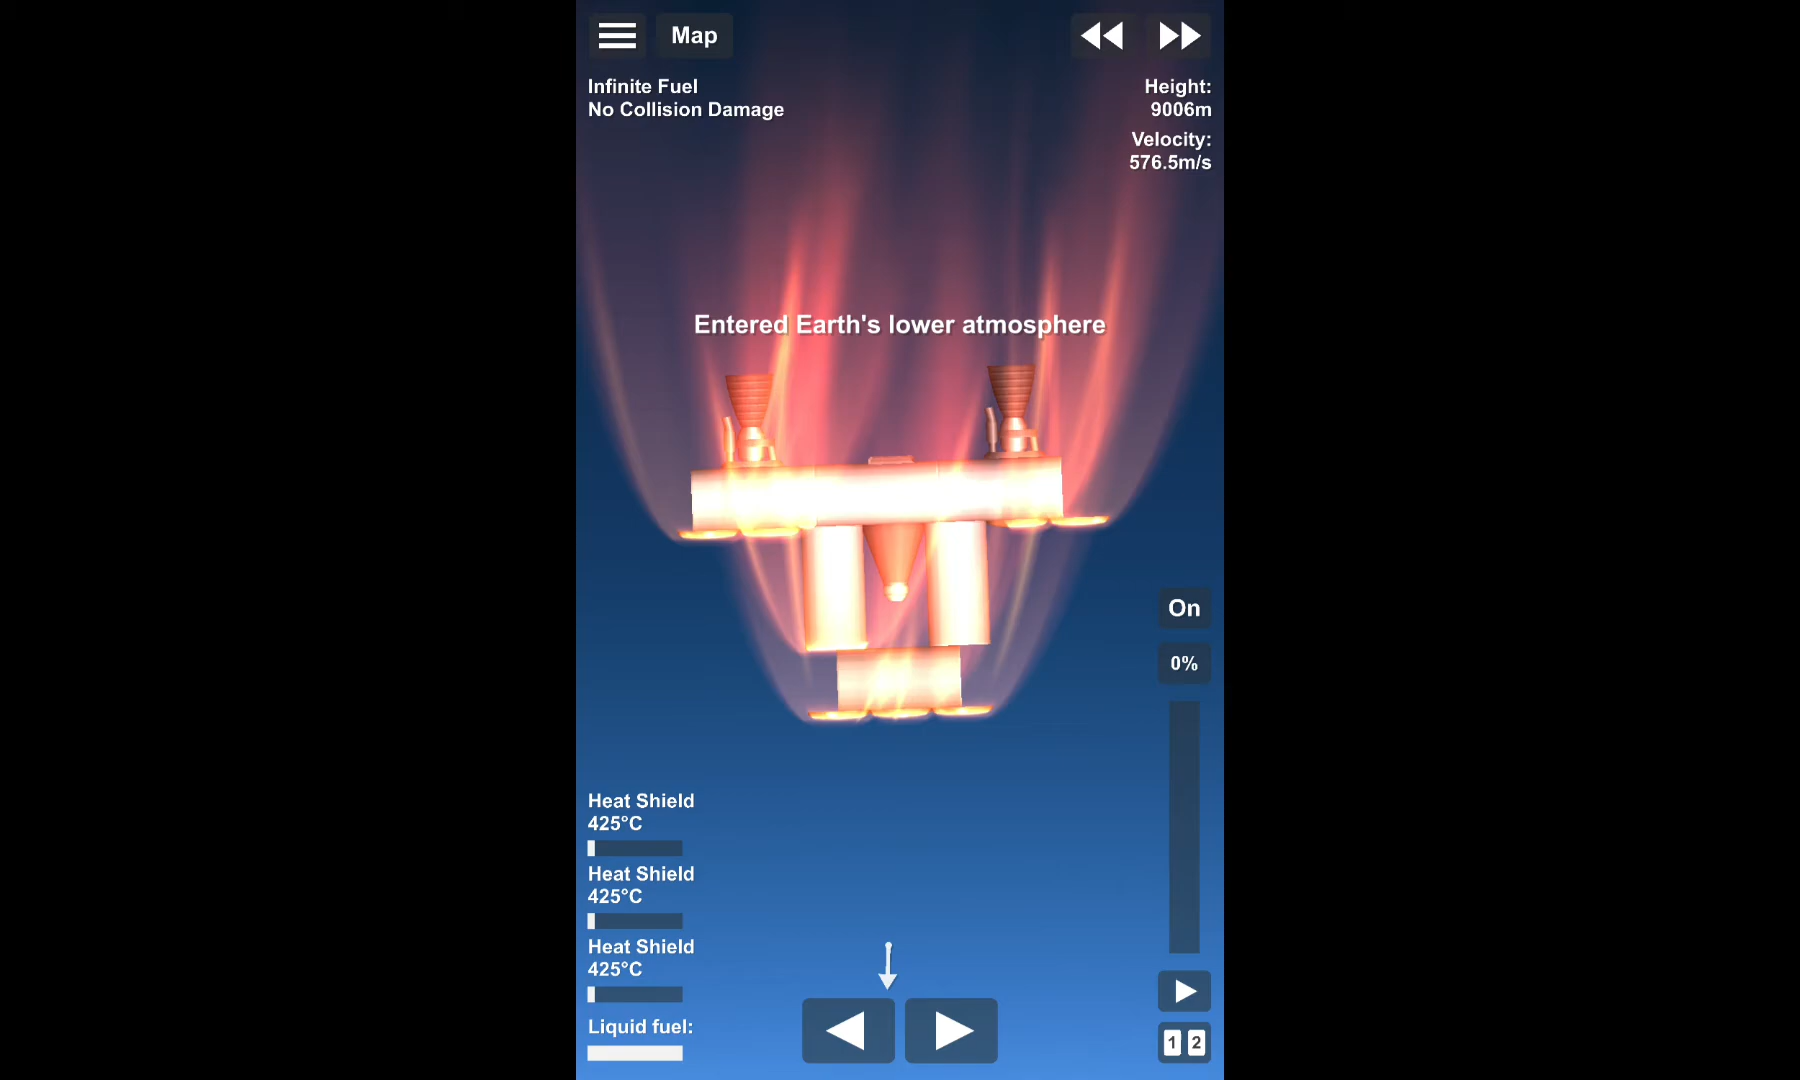 Map
Infinite Fuel
No Collision Damage
Height:
9006m
Velocity:
576.5m/s
Entered Earth's lower atmosphere
On
0%
Heat Shield
425°C
Heat Shield
425°C
Heat Shield
425°C
Liquid fuel:
1 2